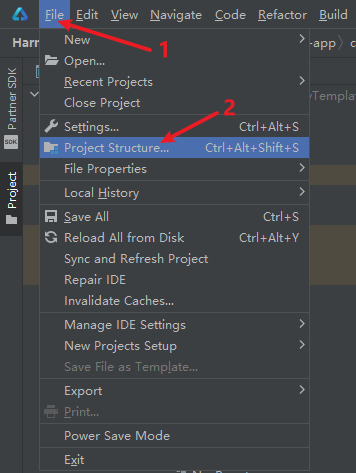 File Edit View Navigate Code Refactor
Harr
-app
Partner SDK
SDK
Project
1
New
Open...
Recent Projects
Close Project
2
Settings... Ctrl+Alt+S
Project Structure... Ctrl+Alt+Shift+S
File Properties
Local History
Save All Ctrl+S
Reload All from Disk Ctrl+Alt+Y
Sync and Refresh Project
Repair IDE
Invalidate Caches...
Manage IDE Settings
New Projects Setup
Save File as Template...
Export
Print...
Power Save Mode
Exit